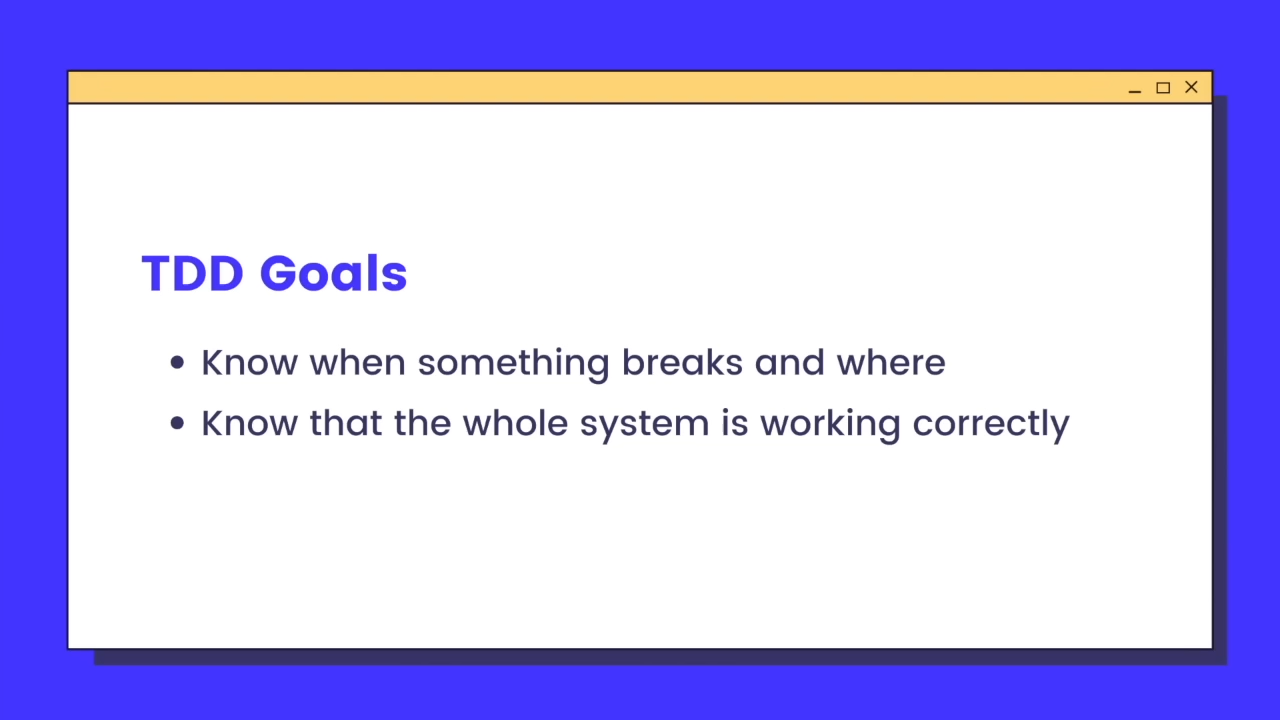 TDD Goals
• Know when something breaks and where
• Know that the whole system is working correctly